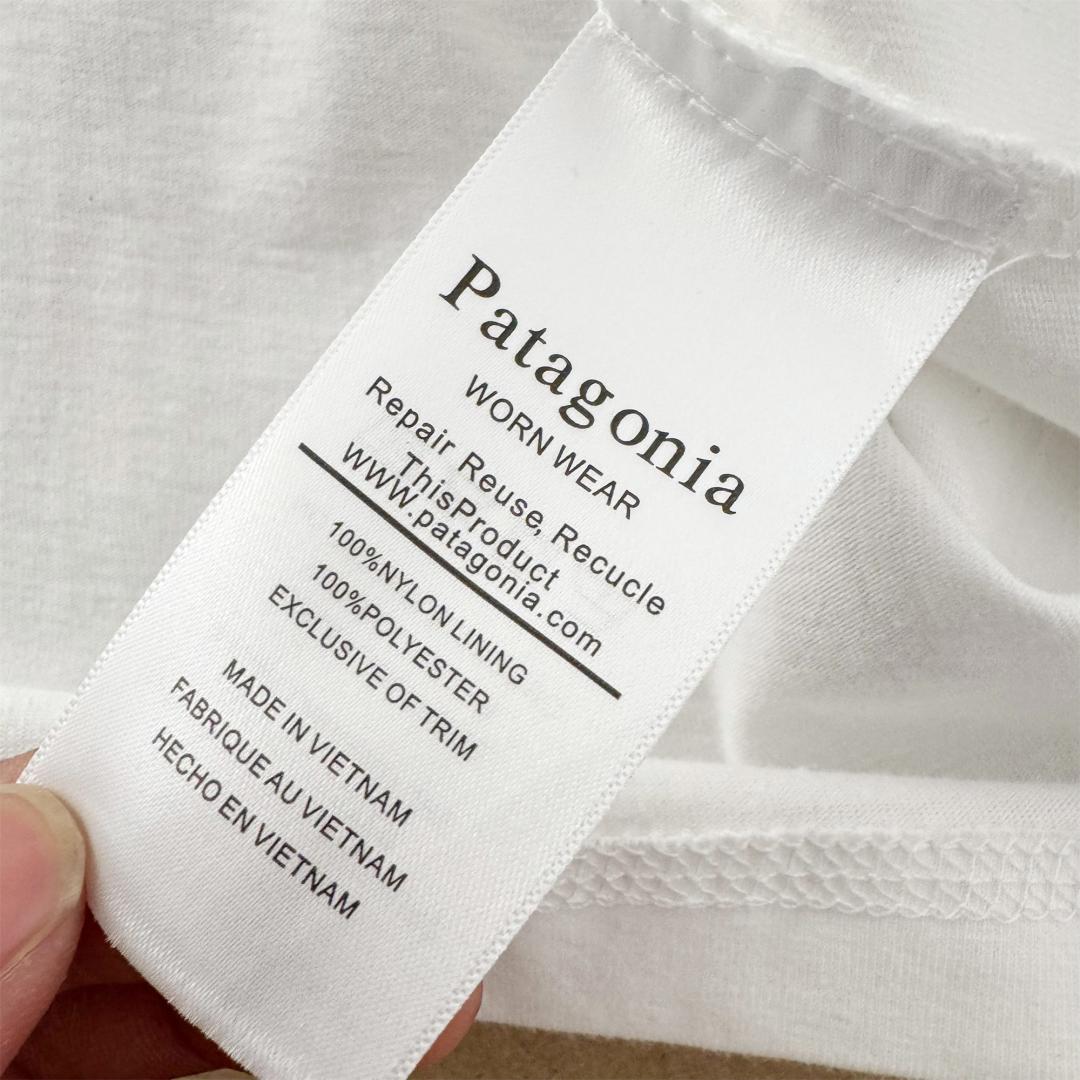 Patagonia
WORN WEAR
Repair Reuse, Recucle
ThisProduct
www.patagonia.com
100%NYLON LINING
100%POLYESTER
EXCLUSIVE OF TRIM
MADE IN VIETNAM
FABRIQUE AU VIETNAM
HECHO EN VIETNAM